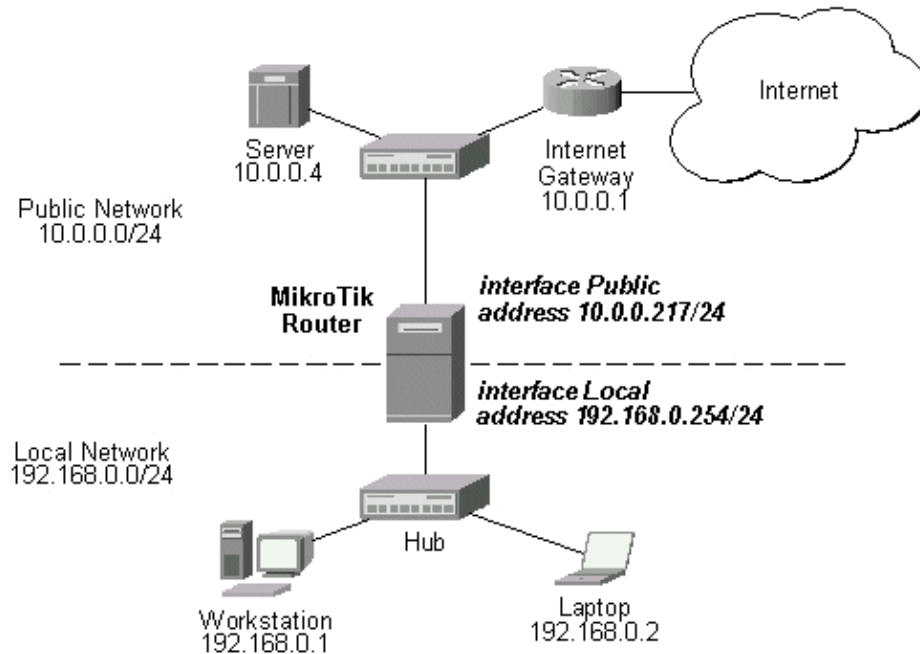 Internet
Server
10.0.0.4
Internet
Gateway
10.0.0.1
Public Network
10.0.0.0/24
MikroTik
Router
interface Public
address 10.0.0.217/24
interface Local
address 192.168.0.254/24
Local Network
192.168.0.0/24
Hub
Workstation
192.168.0.1
Laptop
192.168.0.2